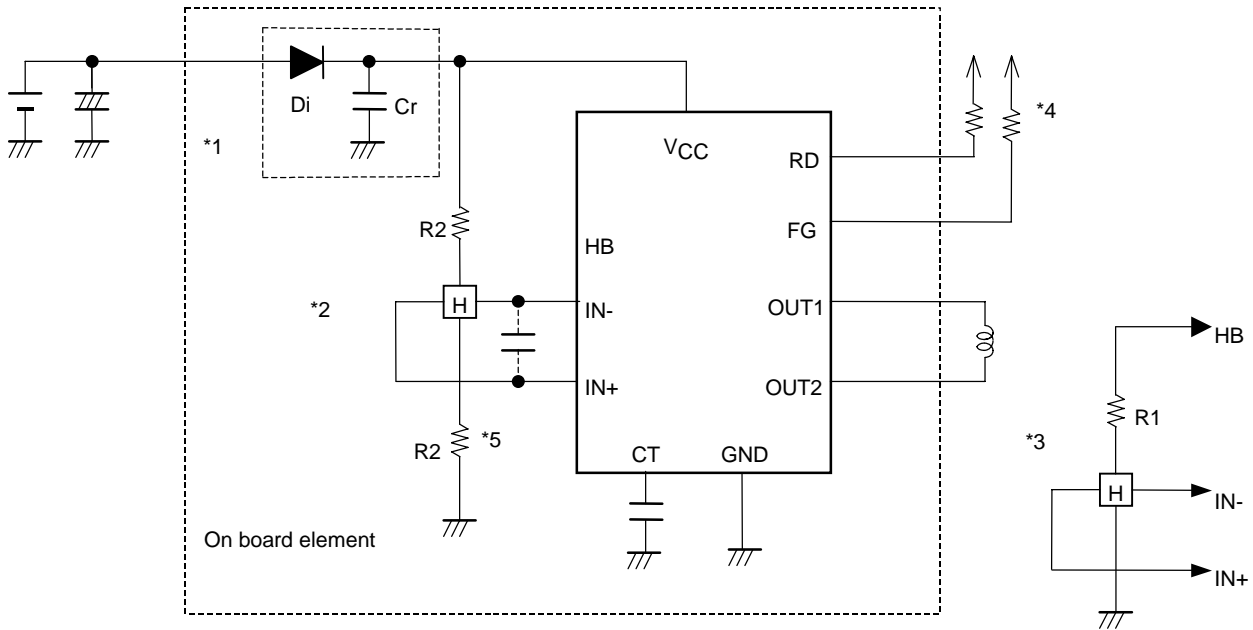 Di
Cr
*1
*4
VCC
RD
R2
FG
HB
*2
H
IN-
OUT1
HB
IN+
OUT2
R1
*3
R2
*5
CT
GND
H
IN-
On board element
IN+